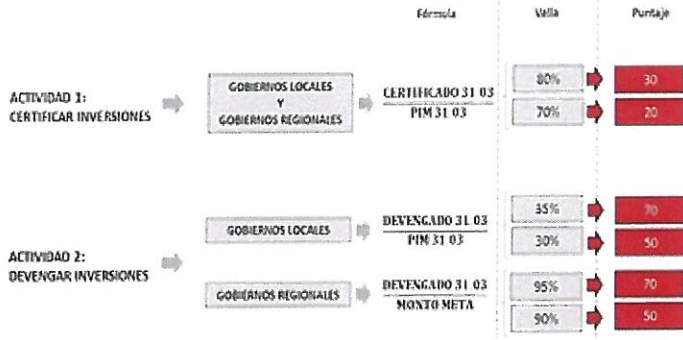 Fórmula Valla Puntaje
ACTIVIDAD 1:
CERTIFICAR INVERSIONES
GOBIERNOS LOCALES
Y
GOBIERNOS REGIONALES
CERTIFICADO 31 03
PIM 31 03
80% 30
70% 20
ACTIVIDAD 2:
DEVENGAR INVERSIONES
GOBIERNOS LOCALES
DEVENGADO 31 03
PIM 31 03
35% 70
30% 50
GOBIERNOS REGIONALES
DEVENGADO 31 03
MONTO META
95% 70
90% 50